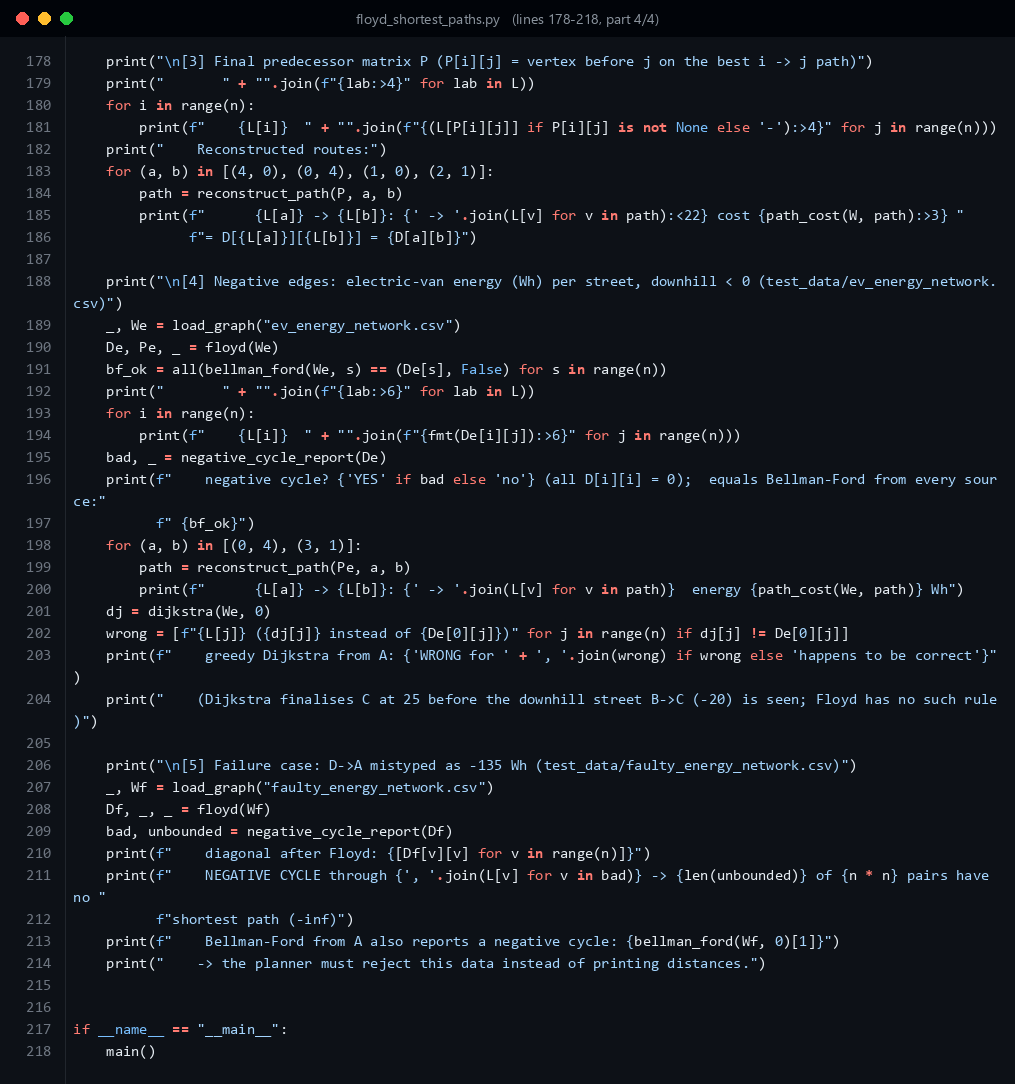 floyd_shortest_paths.py   (lines 178-218, part 4/4)
178    print("\n[3] Final predecessor matrix P (P[i][j] = vertex before j on the best i -> j path)")
179    print("       " + "".join(f"{lab:>4}" for lab in L))
180    for i in range(n):
181        print(f"    {L[i]}  " + "".join(f"{(L[P[i][j]] if P[i][j] is not None else '-'):>4}" for j in range(n)))
182    print("    Reconstructed routes:")
183    for (a, b) in [(4, 0), (0, 4), (1, 0), (2, 1)]:
184        path = reconstruct_path(P, a, b)
185        print(f"      {L[a]} -> {L[b]}: {' -> '.join(L[v] for v in path):<22} cost {path_cost(W, path):>3} "
186              f"= D[{L[a]}][{L[b]}] = {D[a][b]}")
187
188    print("\n[4] Negative edges: electric-van energy (Wh) per street, downhill < 0 (test_data/ev_energy_network.
csv)")
189    _, We = load_graph("ev_energy_network.csv")
190    De, Pe, _ = floyd(We)
191    bf_ok = all(bellman_ford(We, s) == (De[s], False) for s in range(n))
192    print("       " + "".join(f"{lab:>6}" for lab in L))
193    for i in range(n):
194        print(f"    {L[i]}  " + "".join(f"{fmt(De[i][j]):>6}" for j in range(n)))
195    bad, _ = negative_cycle_report(De)
196    print(f"    negative cycle? {'YES' if bad else 'no'} (all D[i][i] = 0);  equals Bellman-Ford from every sour
ce:"
197          f" {bf_ok}")
198    for (a, b) in [(0, 4), (3, 1)]:
199        path = reconstruct_path(Pe, a, b)
200        print(f"      {L[a]} -> {L[b]}: {' -> '.join(L[v] for v in path)}  energy {path_cost(We, path)} Wh")
201    dj = dijkstra(We, 0)
202    wrong = [f"{L[j]} ({dj[j]} instead of {De[0][j]})" for j in range(n) if dj[j] != De[0][j]]
203    print(f"    greedy Dijkstra from A: {'WRONG for ' + ', '.join(wrong) if wrong else 'happens to be correct'}"
)
204    print("    (Dijkstra finalises C at 25 before the downhill street B->C (-20) is seen; Floyd has no such rule
)")
205
206    print("\n[5] Failure case: D->A mistyped as -135 Wh (test_data/faulty_energy_network.csv)")
207    _, Wf = load_graph("faulty_energy_network.csv")
208    Df, _, _ = floyd(Wf)
209    bad, unbounded = negative_cycle_report(Df)
210    print(f"    diagonal after Floyd: {[Df[v][v] for v in range(n)]}")
211    print(f"    NEGATIVE CYCLE through {', '.join(L[v] for v in bad)} -> {len(unbounded)} of {n * n} pairs have
no "
212          f"shortest path (-inf)")
213    print(f"    Bellman-Ford from A also reports a negative cycle: {bellman_ford(Wf, 0)[1]}")
214    print("    -> the planner must reject this data instead of printing distances.")
215
216
217 if __name__ == "__main__":
218    main()